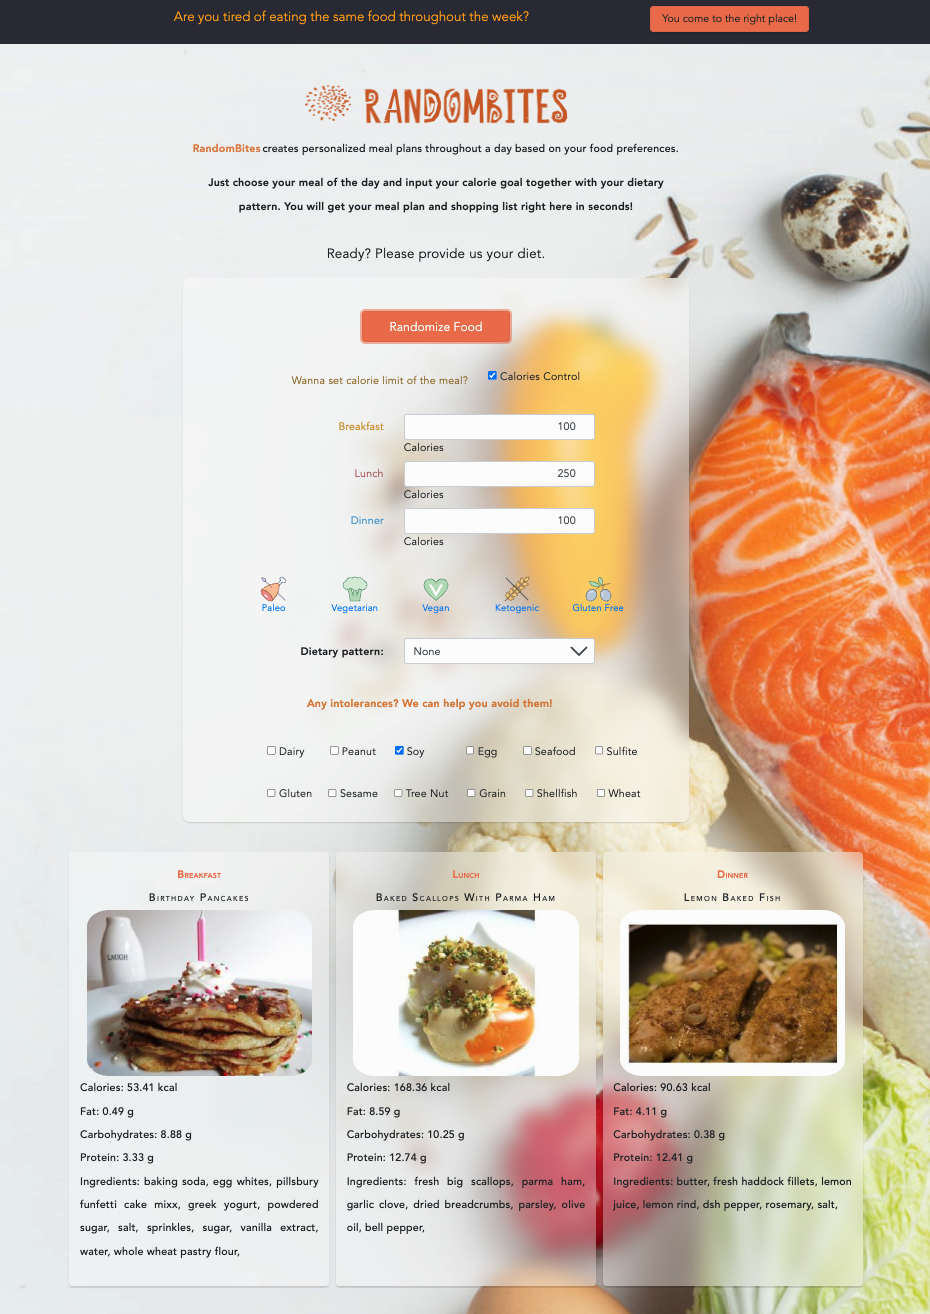 Are you tired of eating the same food throughout the week?
You come to the right place!
RANDOMBITES
RandomBites creates personalized meal plans throughout a day based on your food preferences.
Just choose your meal of the day and input your calorie goal together with your dietary
pattern. You will get your meal plan and shopping list right here in seconds!
Ready? Please provide us your diet.
Randomize Food
Wanna set calorie limit of the meal? Calories Control
Breakfast 100
Calories
Lunch 250
Calories
Dinner 100
Calories
Paleo Vegetarian Vegan Ketogenic Gluten Free
Dietary pattern: None
Any intolerances? We can help you avoid them!
Dairy Peanut Soy Egg Seafood Sulfite
Gluten Sesame Tree Nut Grain Shellfish Wheat
Breakfast
Birthday Pancakes
LAUGH
Calories: 53.41 kcal
Fat: 0.49 g
Carbohydrates: 8.88 g
Protein: 3.33 g
Ingredients: baking soda, egg whites, pillsbury
funfetti cake mixx, greek yogurt, powdered
sugar, salt, sprinkles, sugar, vanilla extract,
water, whole wheat pastry flour,
Lunch
Baked Scallops With Parma Ham
Calories: 168.36 kcal
Fat: 8.59 g
Carbohydrates: 10.25 g
Protein: 12.74 g
Ingredients: fresh big scallops, parma ham,
garlic clove, dried breadcrumbs, parsley, olive
oil, bell pepper,
Dinner
Lemon Baked Fish
Calories: 90.63 kcal
Fat: 4.11 g
Carbohydrates: 0.38 g
Protein: 12.41 g
Ingredients: butter, fresh haddock fillets, lemon
juice, lemon rind, dsh pepper, rosemary, salt,